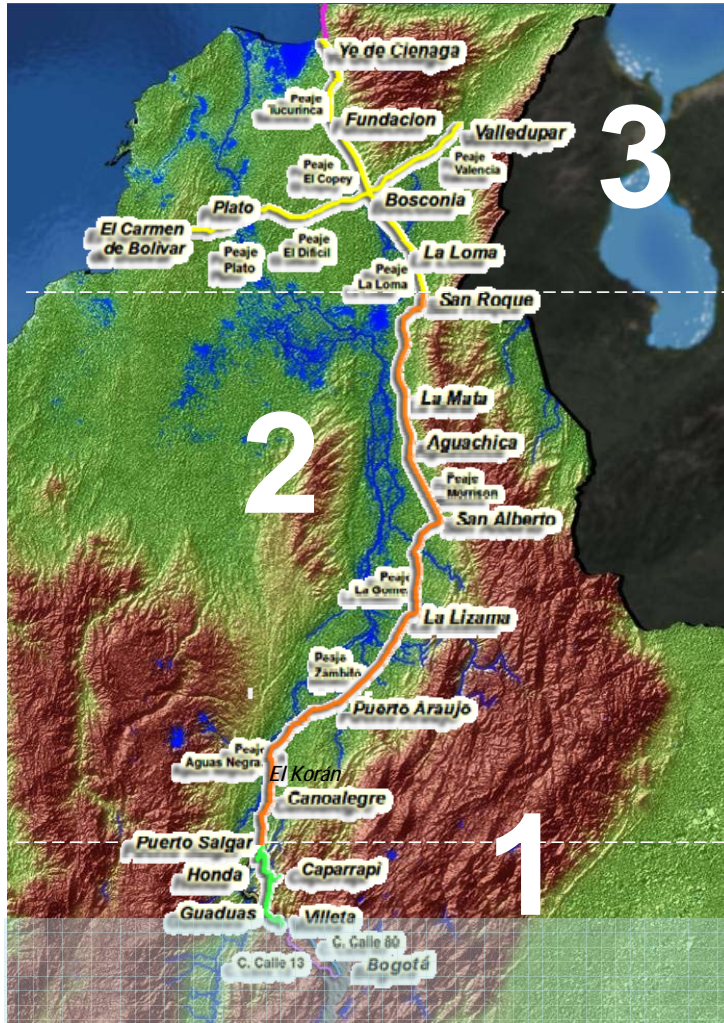 Ye de Cienaga
Peaje
Tucurinca
Fundacion
Valledupar
3
Peaje
El Copey
Peaje
Valencia
Bosconia
Plato
El Carmen
de Bolivar
Peaje
Plato
Peaje
El Dificil
La Loma
Peaje
La Loma
San Roque
La Mata
2
Aguachica
Peaje
Morrison
San Alberto
Peaje
La Gome
La Lizama
Peaje
Zambito
Puerto Araujo
Peaje
Aguas Negra
El Korán
Canoalegre
1
Puerto Salgar
Honda
Caparrapi
Guaduas
Villeta
C. Calle 80
C. Calle 13
Bogotá